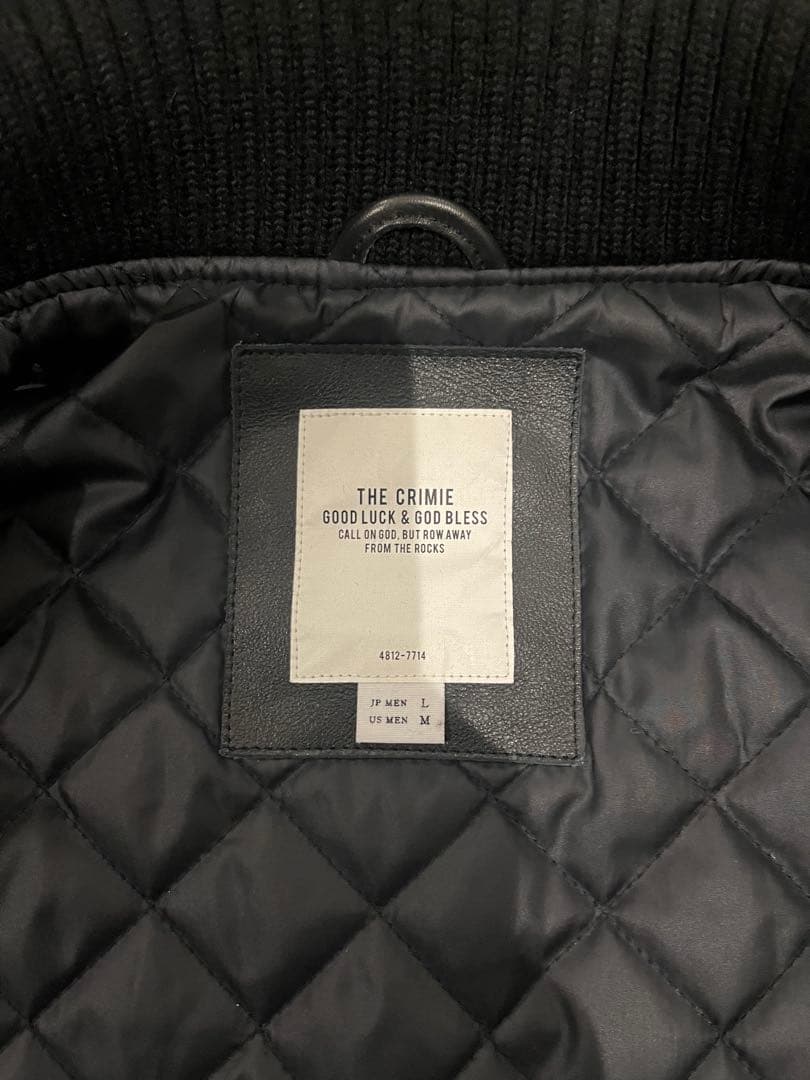 THE CRIMIE
GOOD LUCK & GOD BLESS
CALL ON GOD, BUT ROW AWAY
FROM THE ROCKS
4812-7714
JP MEN L
US MEN M